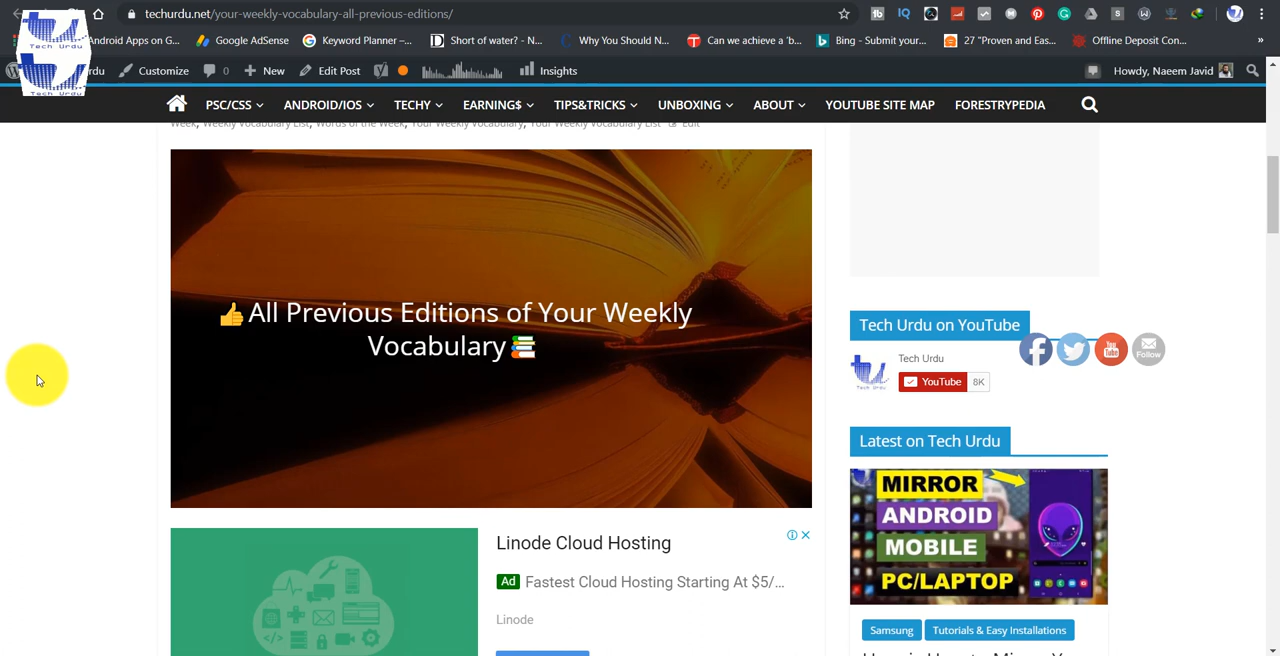 techurdu.net/your-weekly-vocabulary-all-previous-editions/
Android Apps on G...
Google AdSense
Keyword Planner –...
Short of water? - N...
Why You Should N...
Can we achieve a 'b...
Bing - Submit your...
27 "Proven and Eas...
Offline Deposit Con...
»
Tech Urdu
Tech Urdu
Customize
0
+ New
Edit Post
Insights
Howdy, Naeem Javid
PSC/CSS
ANDROID/IOS
TECHY
EARNING$
TIPS&TRICKS
UNBOXING
ABOUT
YOUTUBE SITE MAP
FORESTRYPEDIA
Week, Weekly Vocabulary List, Words of the Week, Your Weekly Vocabulary, Your Weekly Vocabulary List
Edit
👍All Previous Editions of Your Weekly
Vocabulary📚
Linode Cloud Hosting
Ad Fastest Cloud Hosting Starting At $5/...
Linode
Tech Urdu on YouTube
Follow
Tech Urdu
YouTube 8K
Latest on Tech Urdu
MIRROR
ANDROID
MOBILE
PC/LAPTOP
Samsung
Tutorials & Easy Installations